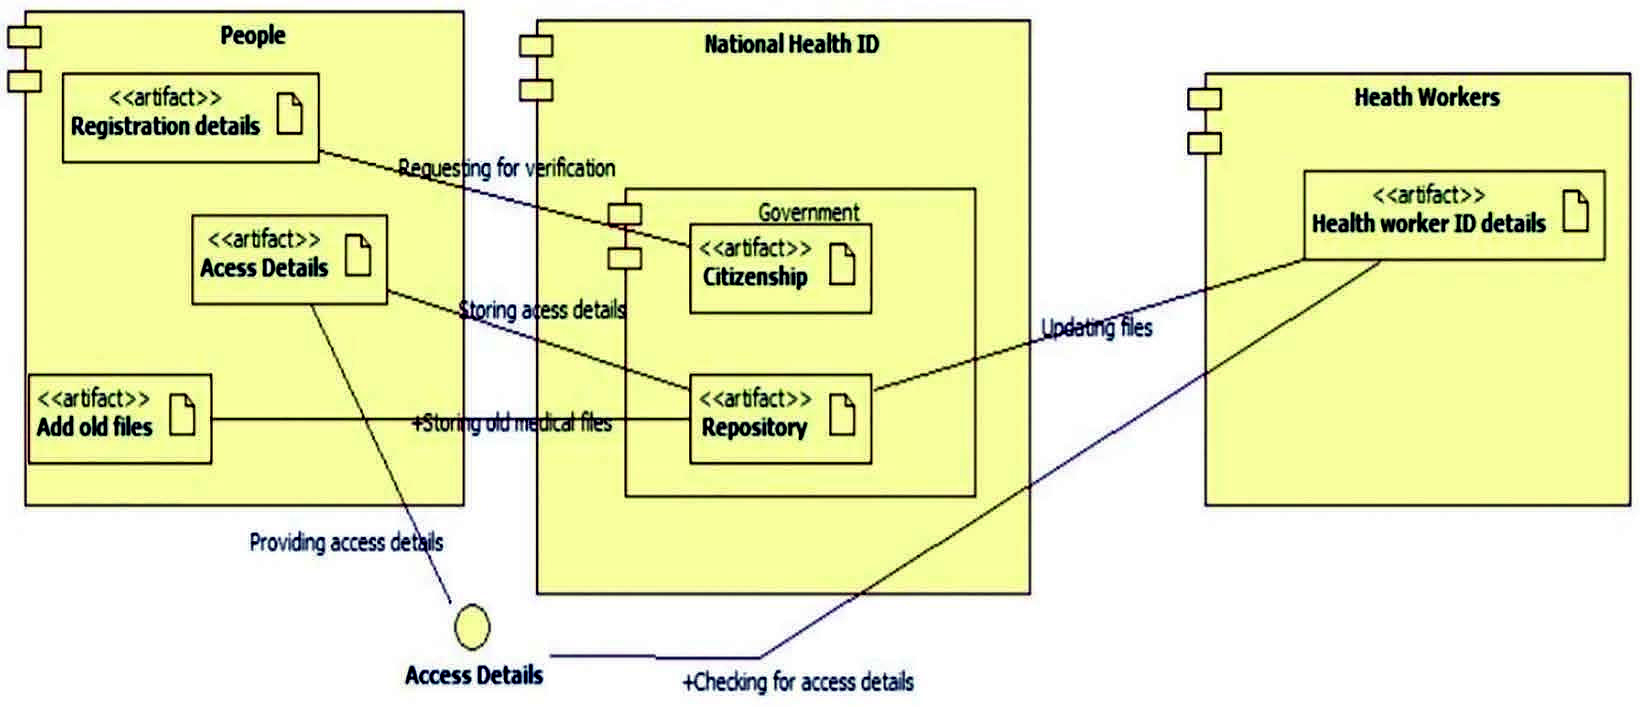 People
<<artifact>>
Registration details
<<artifact>>
Acess Details
<<artifact>>
Add old files
Requesting for verification
Storing acess details
+Storing old medical files
Providing access details
National Health ID
Government
<<artifact>>
Citizenship
<<artifact>>
Repository
Updating files
Heath Workers
<<artifact>>
Health worker ID details
Access Details
+Checking for access details